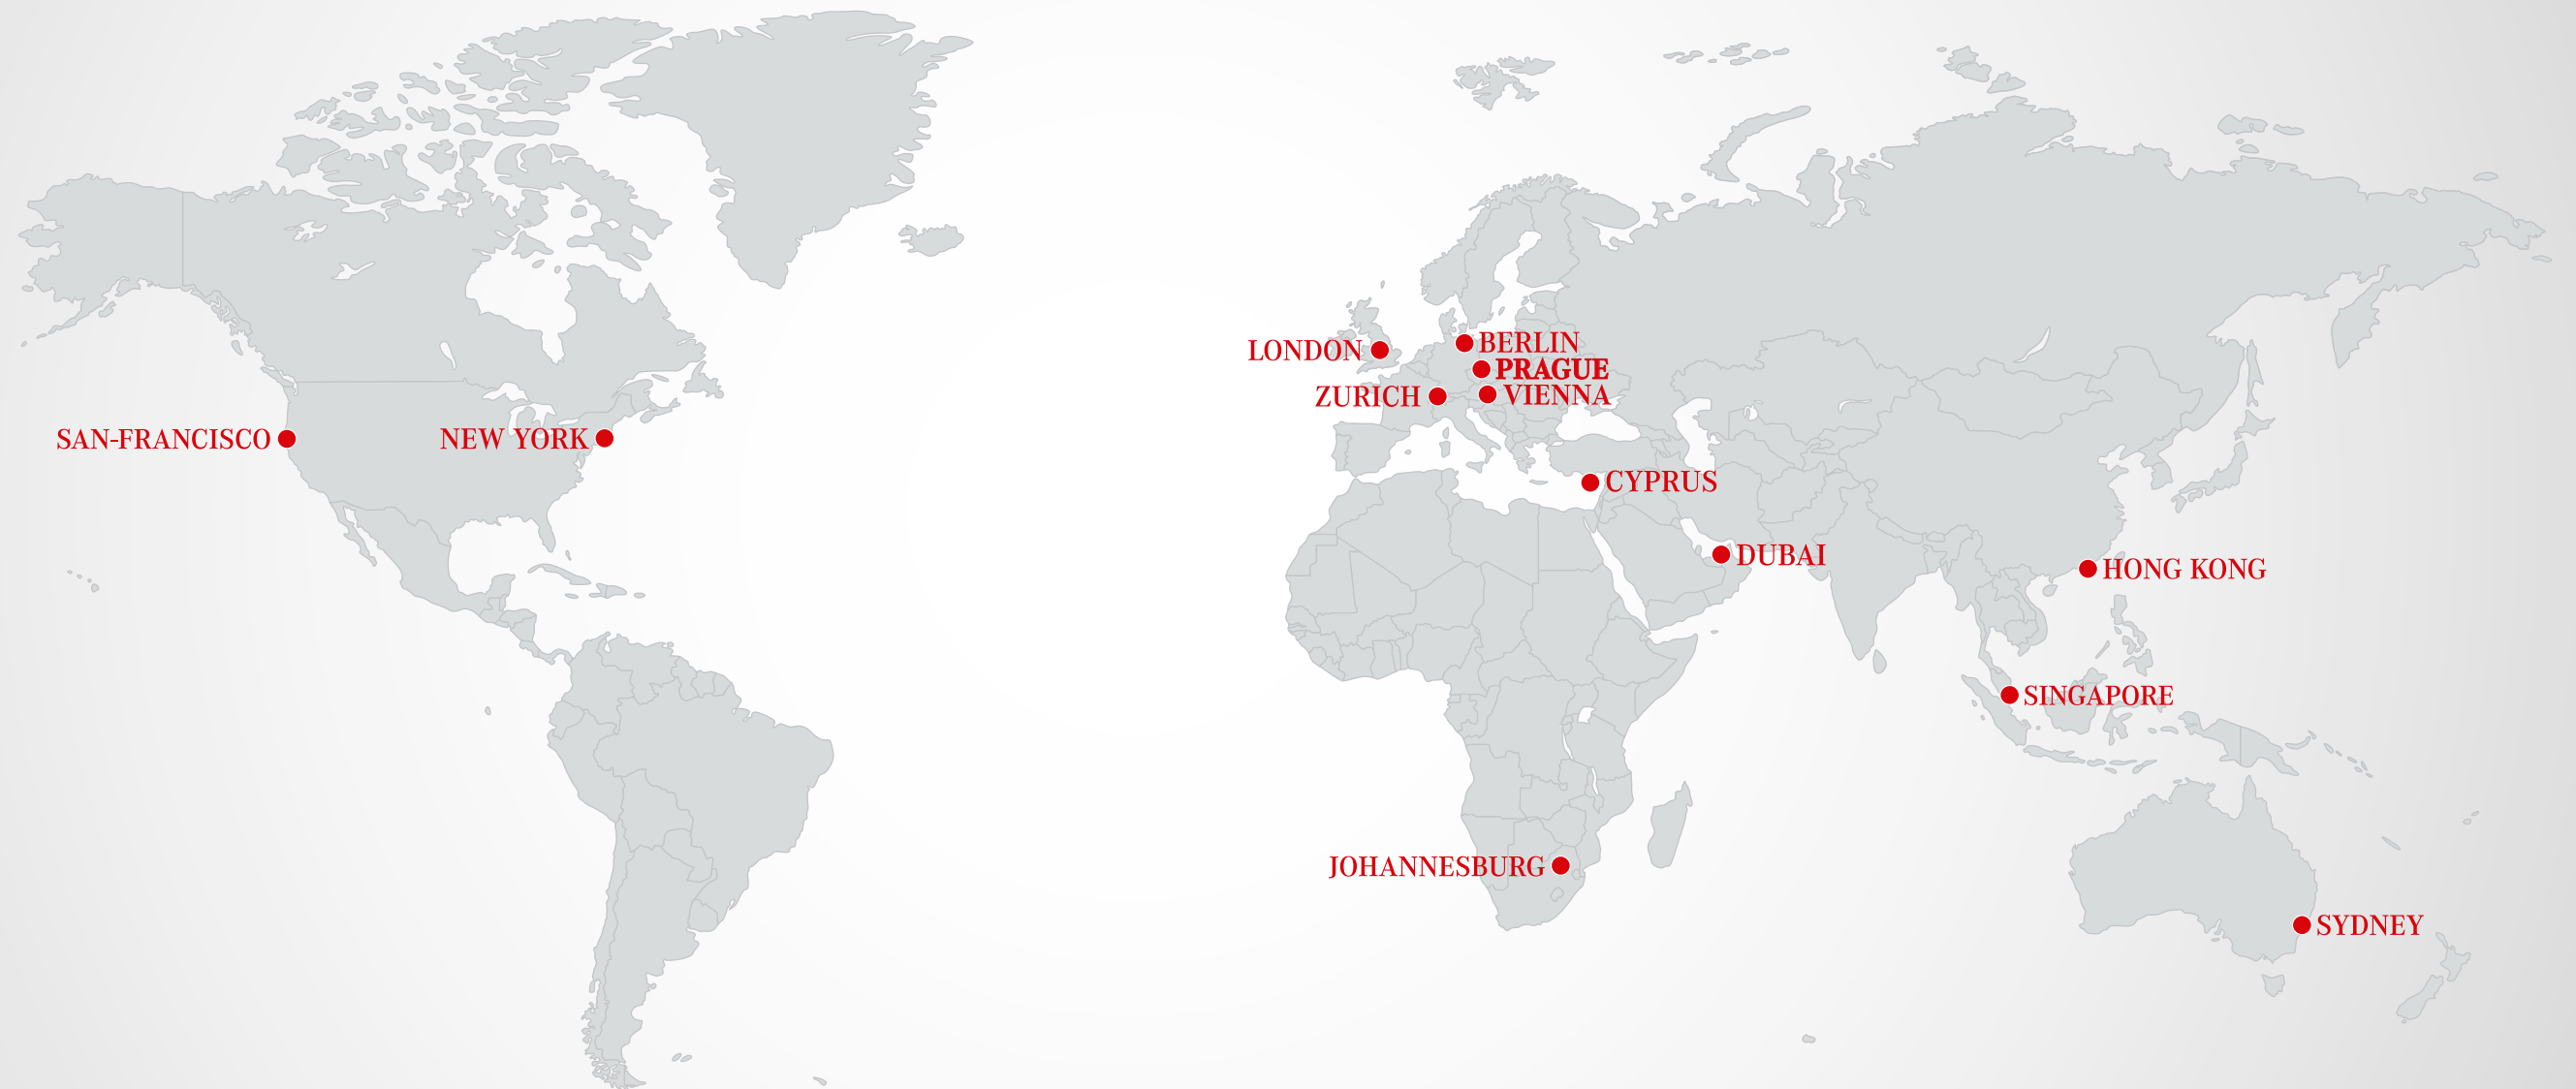 LONDON
BERLIN
PRAGUE
ZURICH
VIENNA
SAN-FRANCISCO
NEW YORK
CYPRUS
DUBAI
HONG KONG
SINGAPORE
JOHANNESBURG
SYDNEY